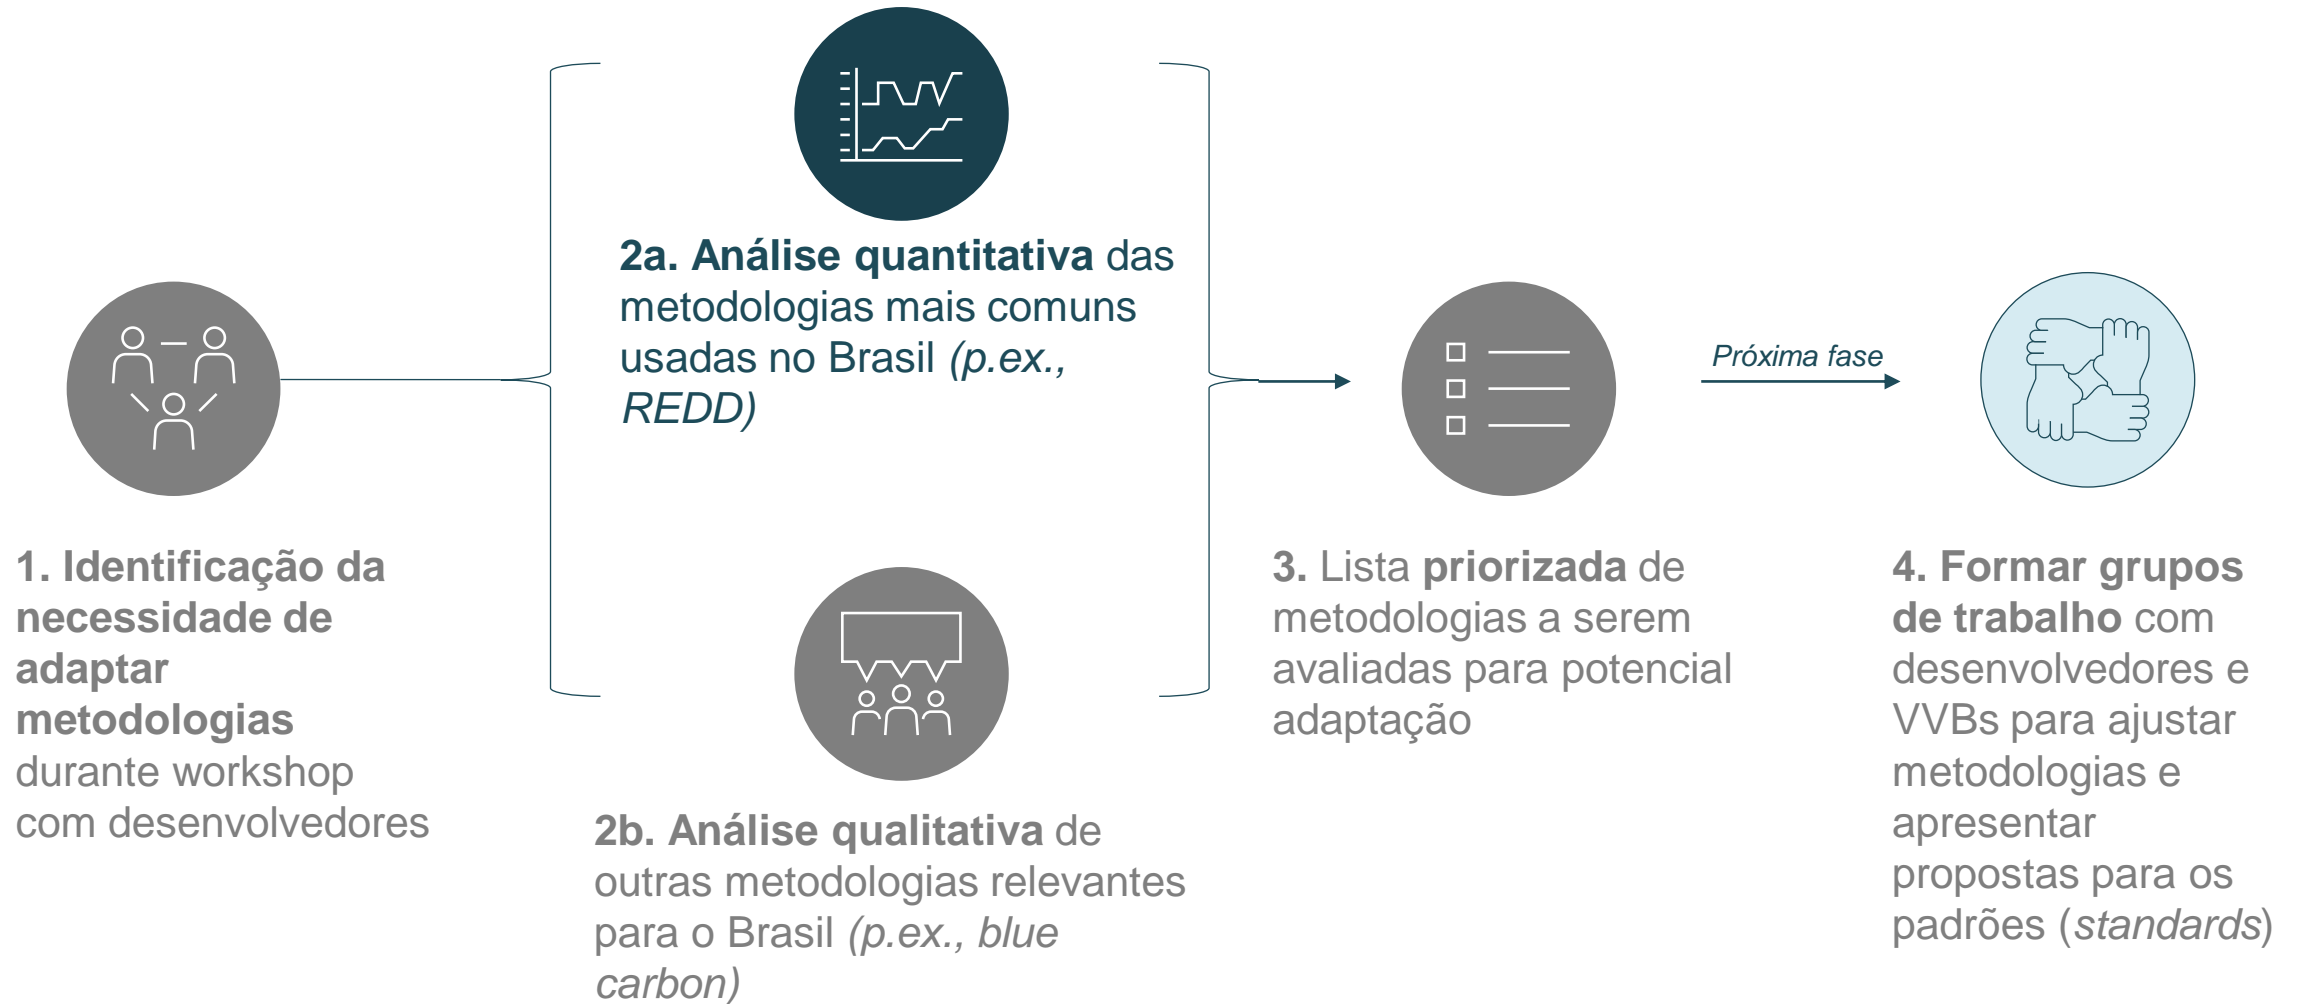 1. Identificação da
necessidade de
adaptar
metodologias
durante workshop
com desenvolvedores
2a. Análise quantitativa das
metodologias mais comuns
usadas no Brasil (p.ex.,
REDD)
2b. Análise qualitativa de
outras metodologias relevantes
para o Brasil (p.ex., blue
carbon)
3. Lista priorizada de
metodologias a serem
avaliadas para potencial
adaptação
Próxima fase
4. Formar grupos
de trabalho com
desenvolvedores e
VVBs para ajustar
metodologias e
apresentar
propostas para os
padrões (standards)